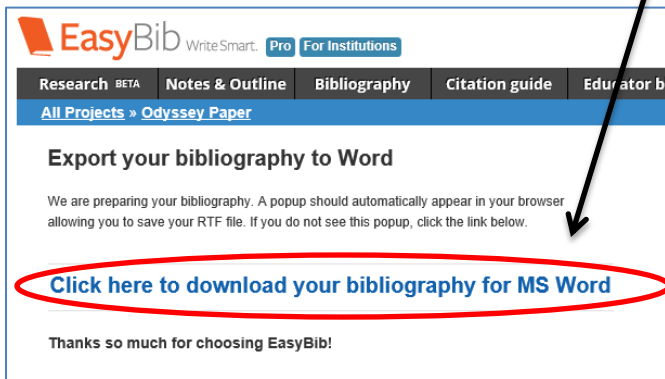 EasyBib Write Smart. Pro For Institutions
Research BETA Notes & Outline Bibliography Citation guide Educator b
All Projects » Odyssey Paper
Export your bibliography to Word
We are preparing your bibliography. A popup should automatically appear in your browser
allowing you to save your RTF file. If you do not see this popup, click the link below.
Click here to download your bibliography for MS Word
Thanks so much for choosing EasyBib!